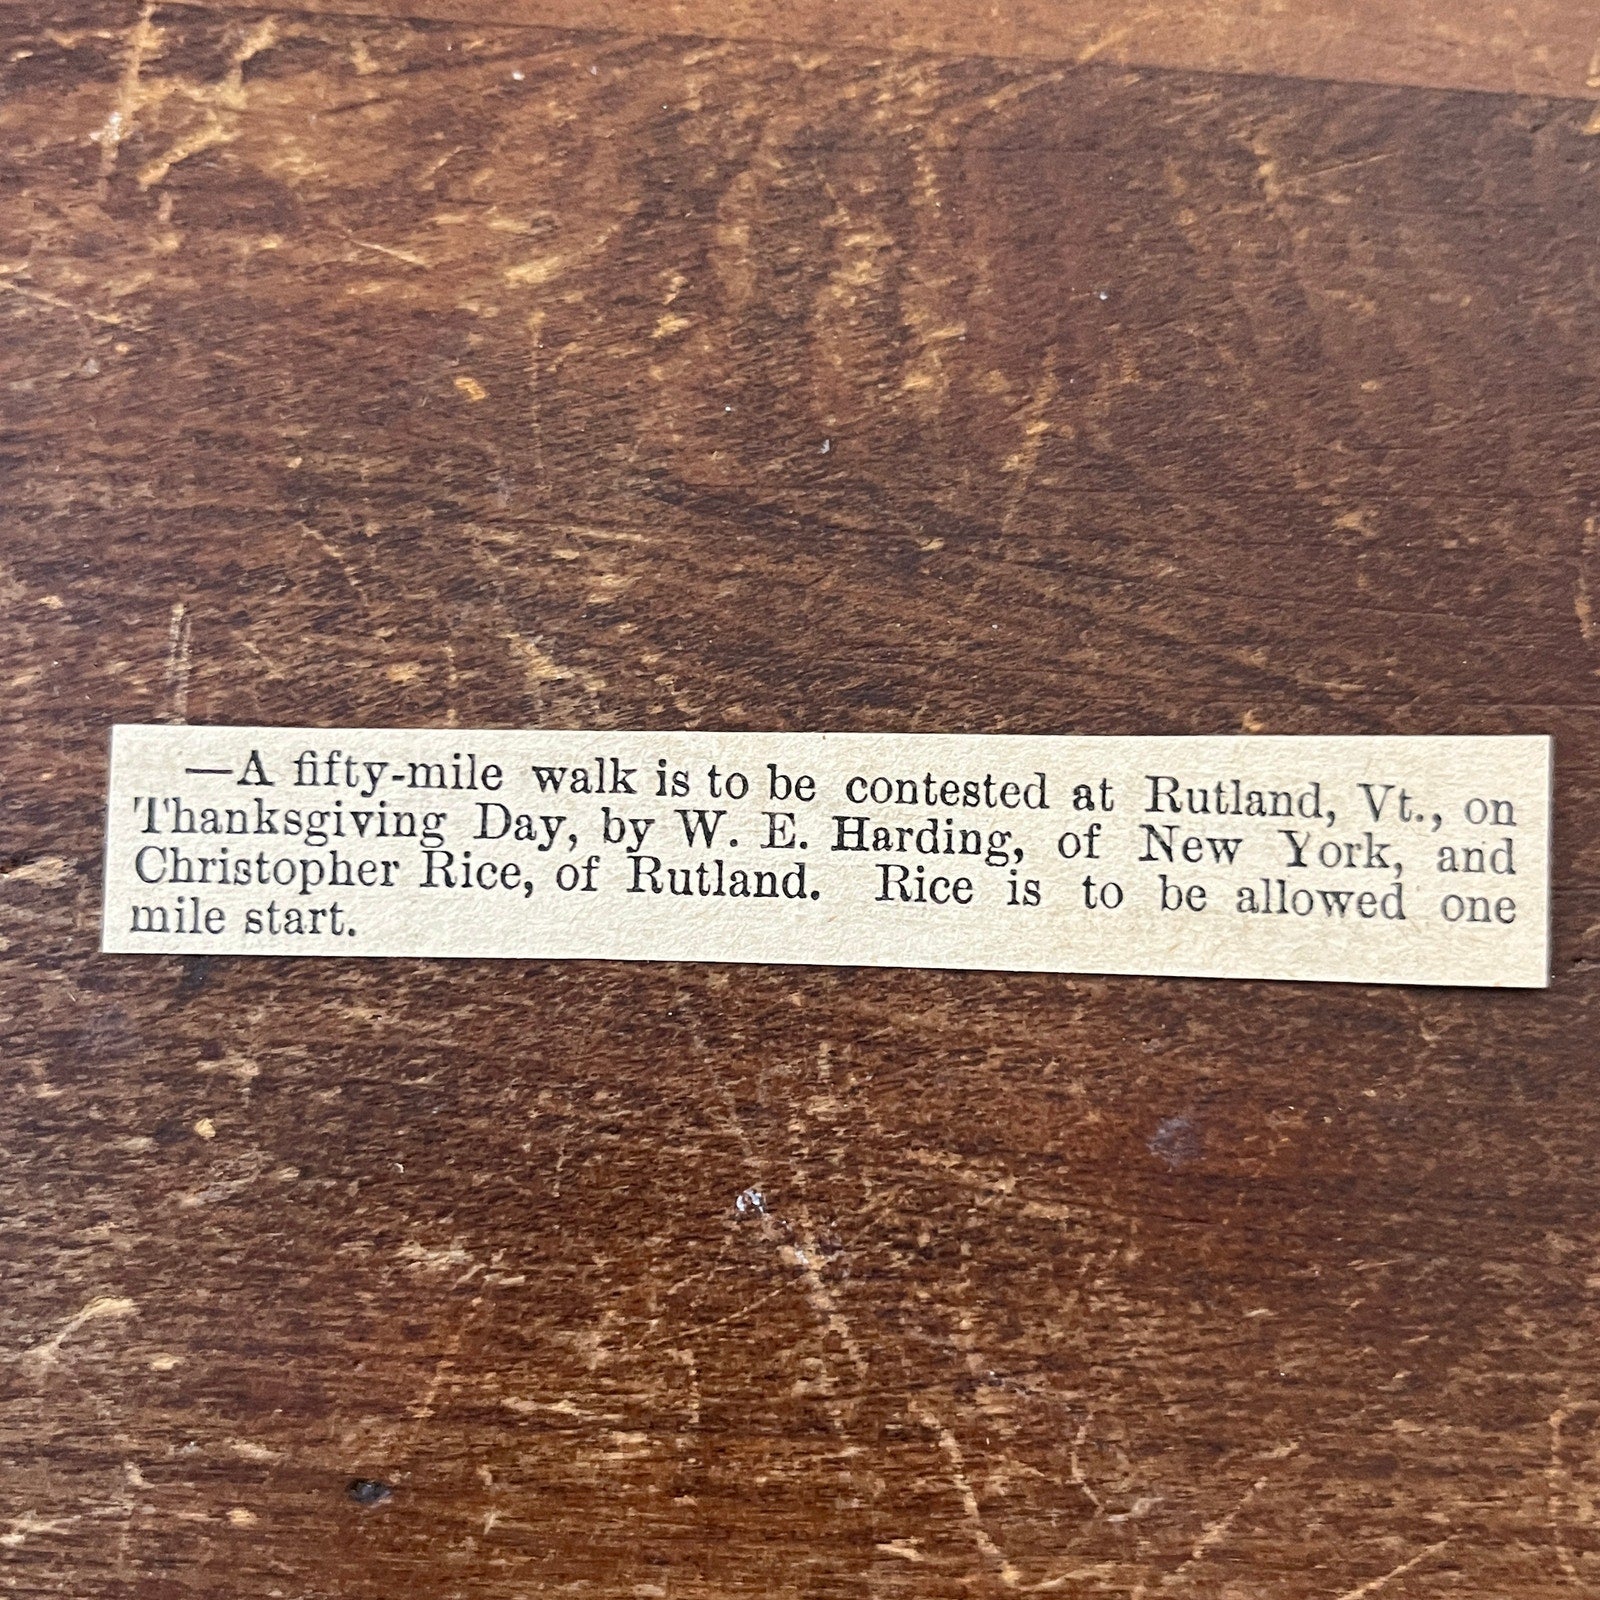 —A fifty-mile walk is to be contested at Rutland, Vt., on
Thanksgiving Day, by W. E. Harding, of New York, and
Christopher Rice, of Rutland. Rice is to be allowed one
mile start.